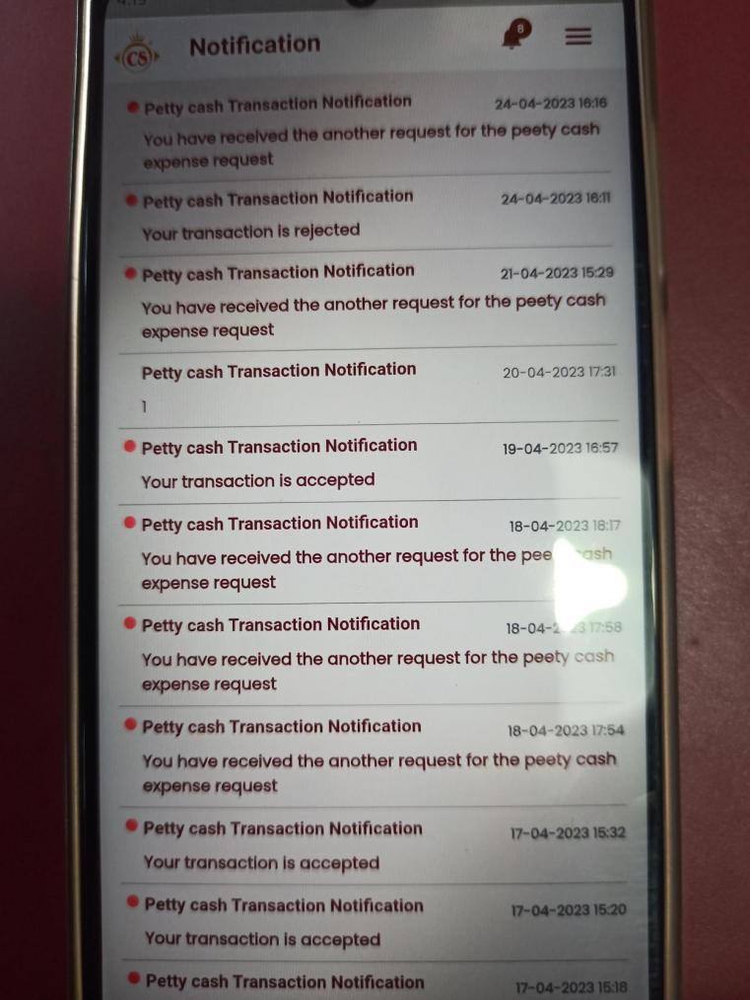 CS
Notification
8
Petty cash Transaction Notification 24-04-2023 16:16
You have received the another request for the peety cash
expense request
Petty cash Transaction Notification 24-04-2023 16:11
Your transaction is rejected
Petty cash Transaction Notification 21-04-2023 15:29
You have received the another request for the peety cash
expense request
Petty cash Transaction Notification 20-04-2023 17:31
1
Petty cash Transaction Notification 19-04-2023 16:57
Your transaction is accepted
Petty cash Transaction Notification 18-04-2023 18:17
You have received the another request for the
expense request
Petty cash Transaction Notification 17:58
You have received the another request for the peety cash
expense request
Petty cash Transaction Notification 18-04-2023 17:54
You have received the another request for the peety cash
expense request
Petty cash Transaction Notification 17-04-2023 15:32
Your transaction is accepted
Petty cash Transaction Notification 17-04-2023 15:20
Your transaction is accepted
Petty cash Transaction Notification 17-04-2023 15:18